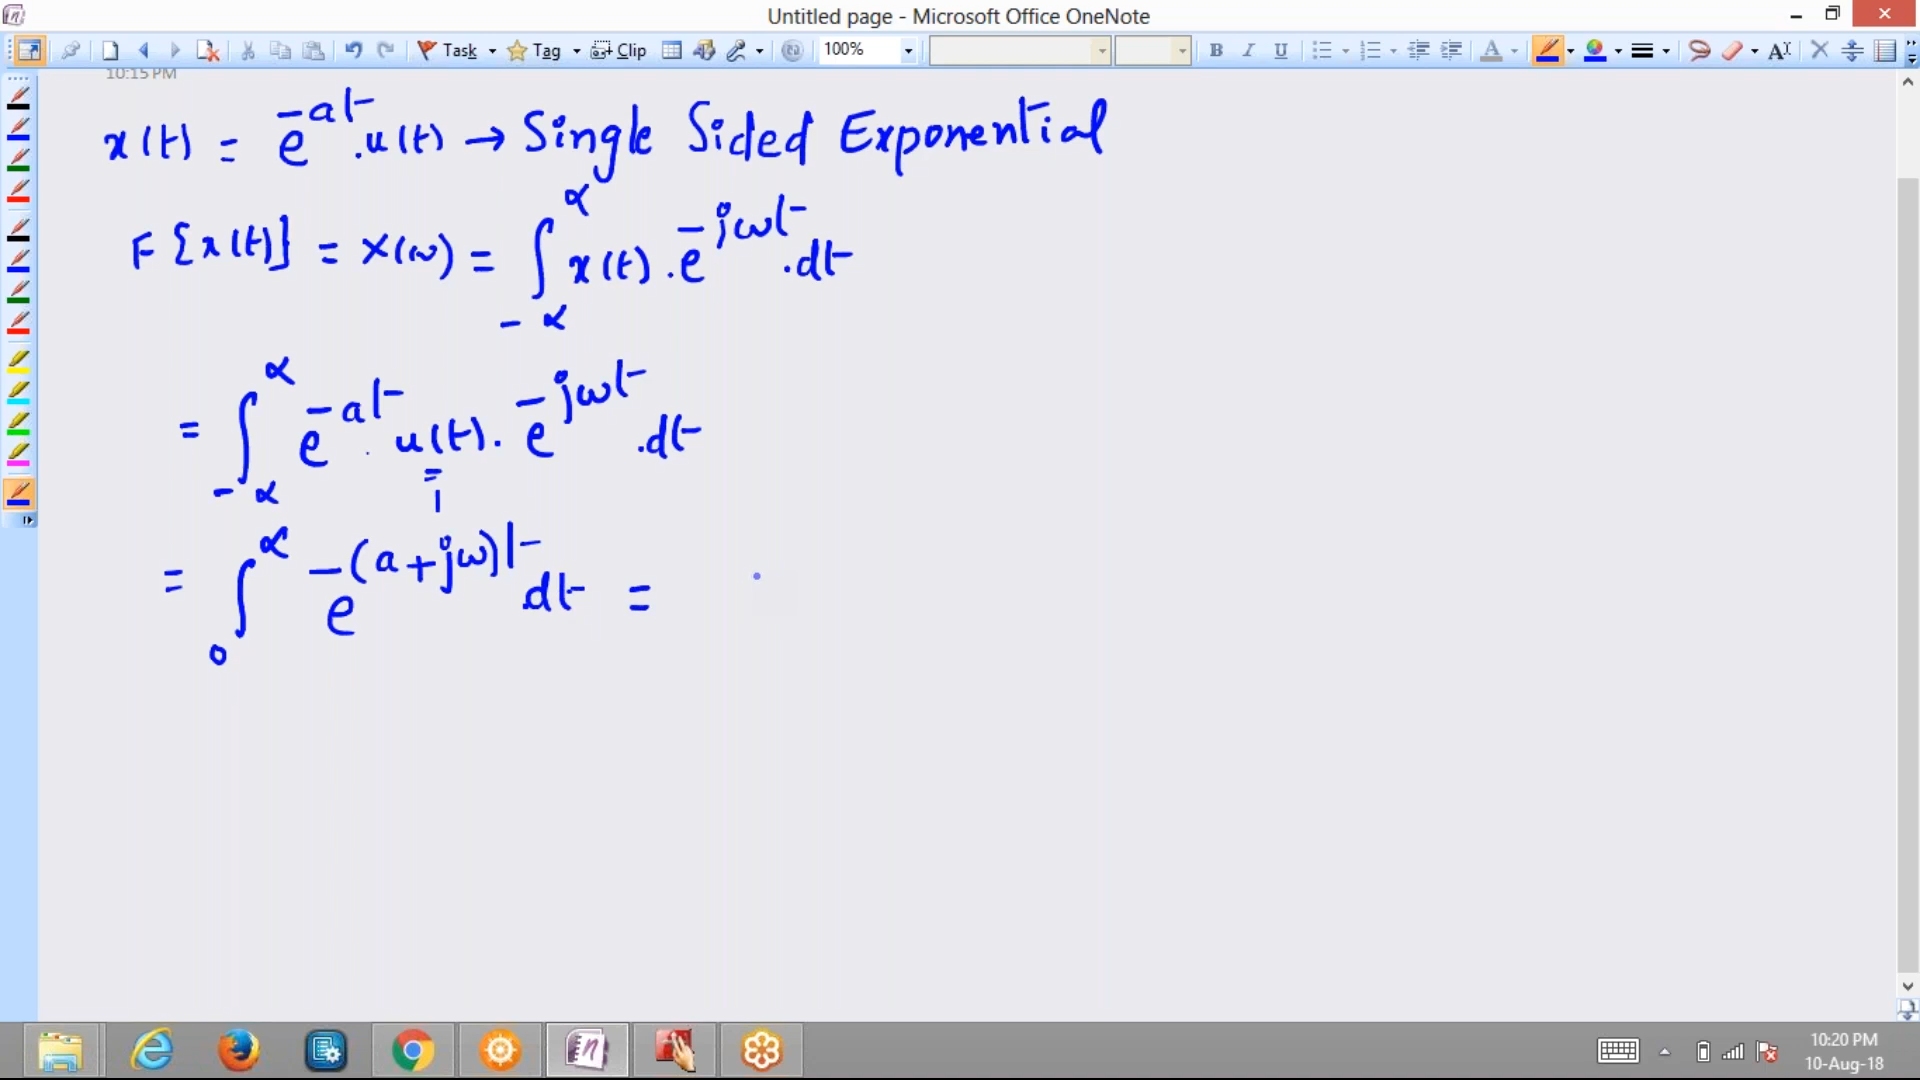 Untitled page - Microsoft Office OneNote
Task Tag Clip 100% B I U A
10:15 PM
x(t) = e^-at . u(t) → Single Sided Exponential
F{x(t)} = X(ω) = ∫_-α^α x(t) . e^-jωt . dt
= ∫_-α^α e^-at . u(t) . e^-jωt . dt
= 1
= ∫_0^α e^-(a+jω)t . dt =
10:20 PM
10-Aug-18